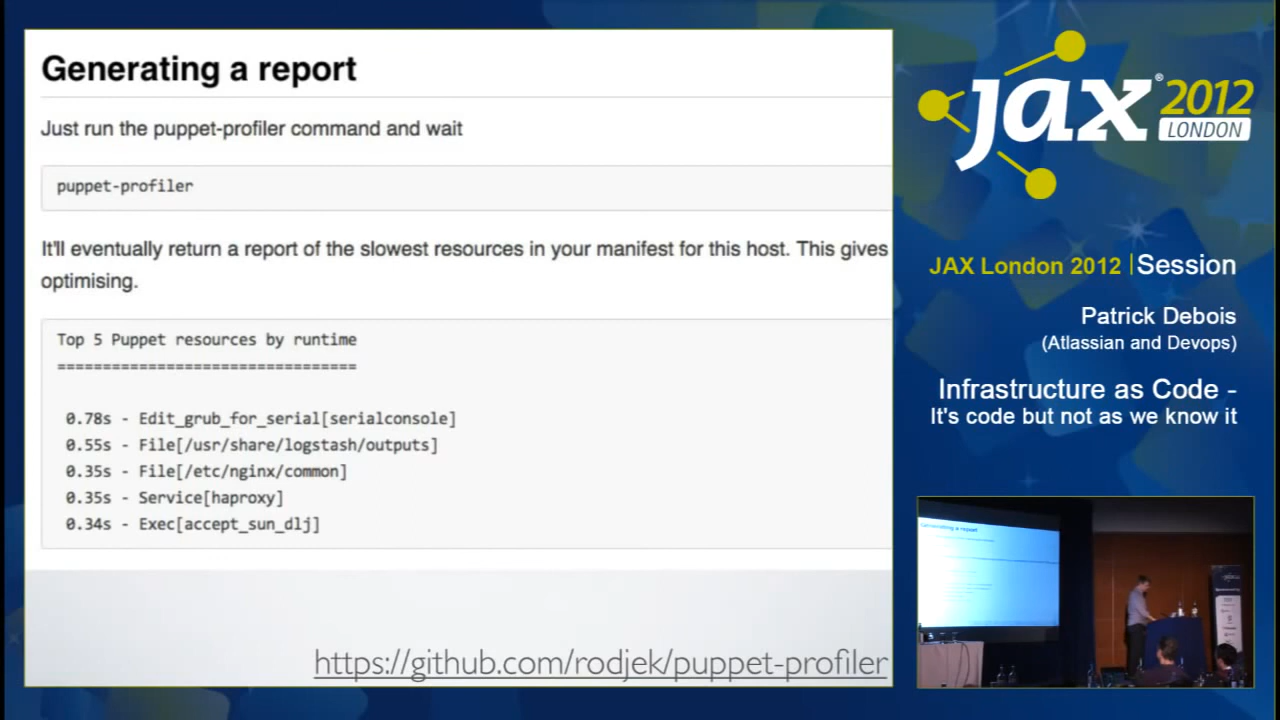 Generating a report
Just run the puppet-profiler command and wait
puppet-profiler
It'll eventually return a report of the slowest resources in your manifest for this host. This gives
optimising.
Top 5 Puppet resources by runtime
=================================
0.78s - Edit_grub_for_serial[serialconsole]
0.55s - File[/usr/share/logstash/outputs]
0.35s - File[/etc/nginx/common]
0.35s - Service[haproxy]
0.34s - Exec[accept_sun_dlj]
https://github.com/rodjek/puppet-profiler
jax® 2012
LONDON
JAX London 2012 | Session
Patrick Debois
(Atlassian and Devops)
Infrastructure as Code -
It's code but not as we know it
Generating a report